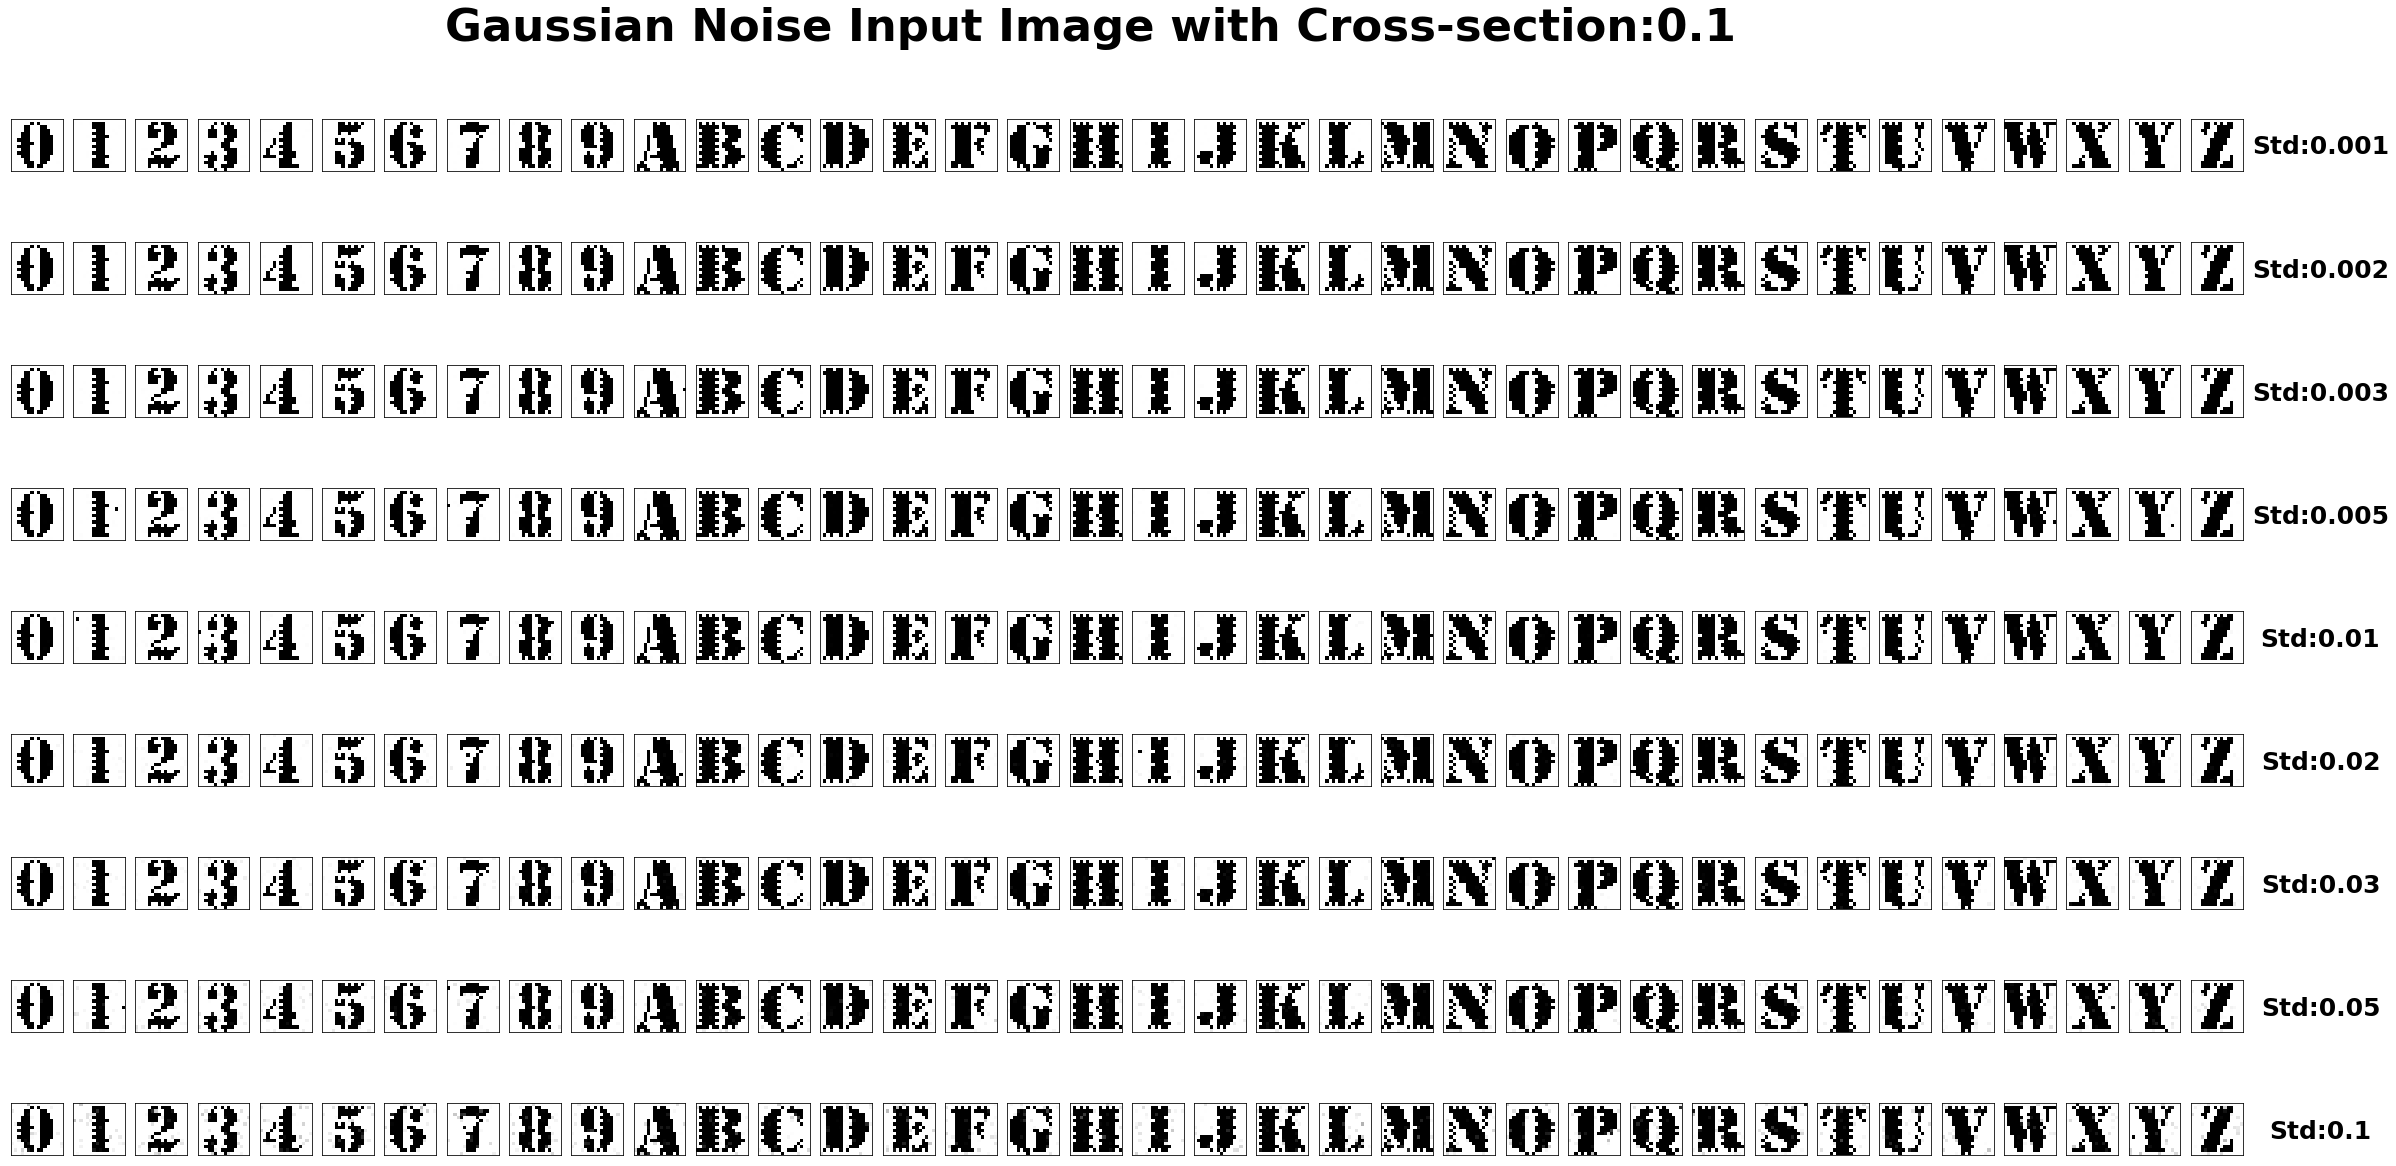 Gaussian Noise Input Image with Cross-section:0.1
0 1 2 3 4 5 6 7 8 9 A B C D E F G H I J K L M N O P Q R S T U V W X Y Z Std:0.001
0 1 2 3 4 5 6 7 8 9 A B C D E F G H I J K L M N O P Q R S T U V W X Y Z Std:0.002
0 1 2 3 4 5 6 7 8 9 A B C D E F G H I J K L M N O P Q R S T U V W X Y Z Std:0.003
0 1 2 3 4 5 6 7 8 9 A B C D E F G H I J K L M N O P Q R S T U V W X Y Z Std:0.005
0 1 2 3 4 5 6 7 8 9 A B C D E F G H I J K L M N O P Q R S T U V W X Y Z Std:0.01
0 1 2 3 4 5 6 7 8 9 A B C D E F G H I J K L M N O P Q R S T U V W X Y Z Std:0.02
0 1 2 3 4 5 6 7 8 9 A B C D E F G H I J K L M N O P Q R S T U V W X Y Z Std:0.03
0 1 2 3 4 5 6 7 8 9 A B C D E F G H I J K L M N O P Q R S T U V W X Y Z Std:0.05
0 1 2 3 4 5 6 7 8 9 A B C D E F G H I J K L M N O P Q R S T U V W X Y Z Std:0.1